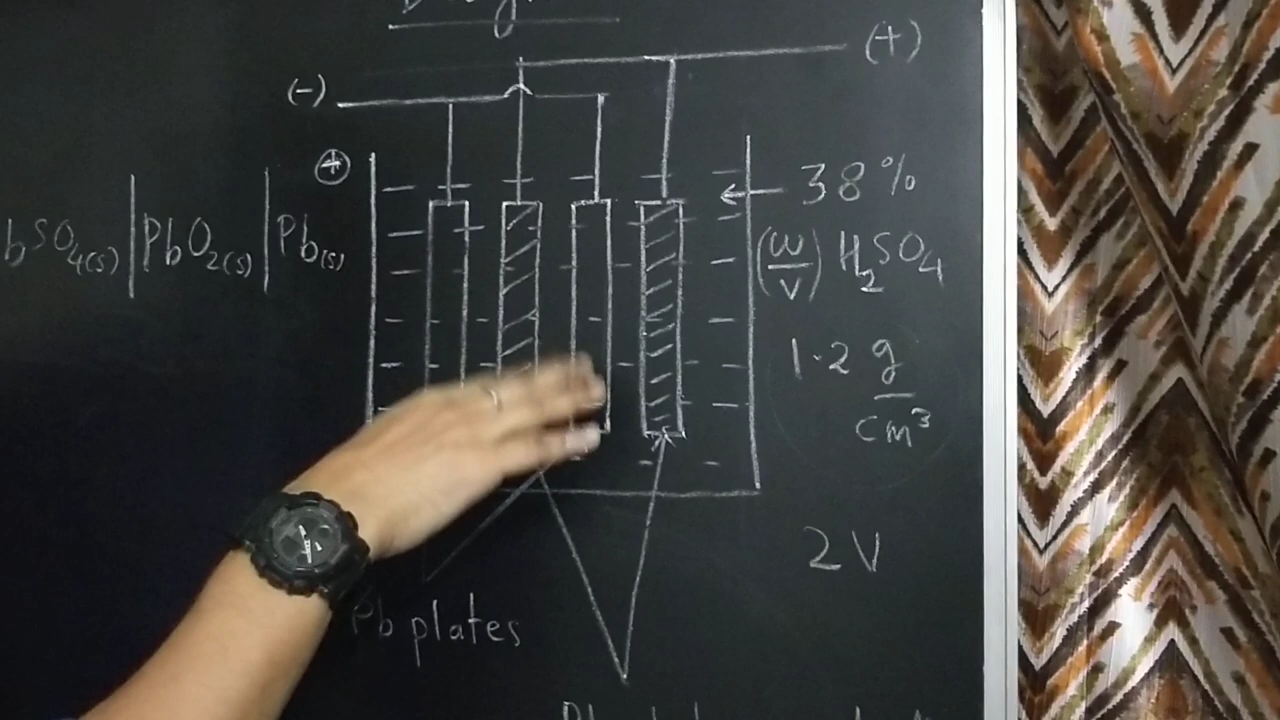 (+)
(-)
⊕
38%
bSO4(s) | PbO2(s) | Pb(s)
(w/v) H2SO4
1.2 g/cm³
2V
Pb plates